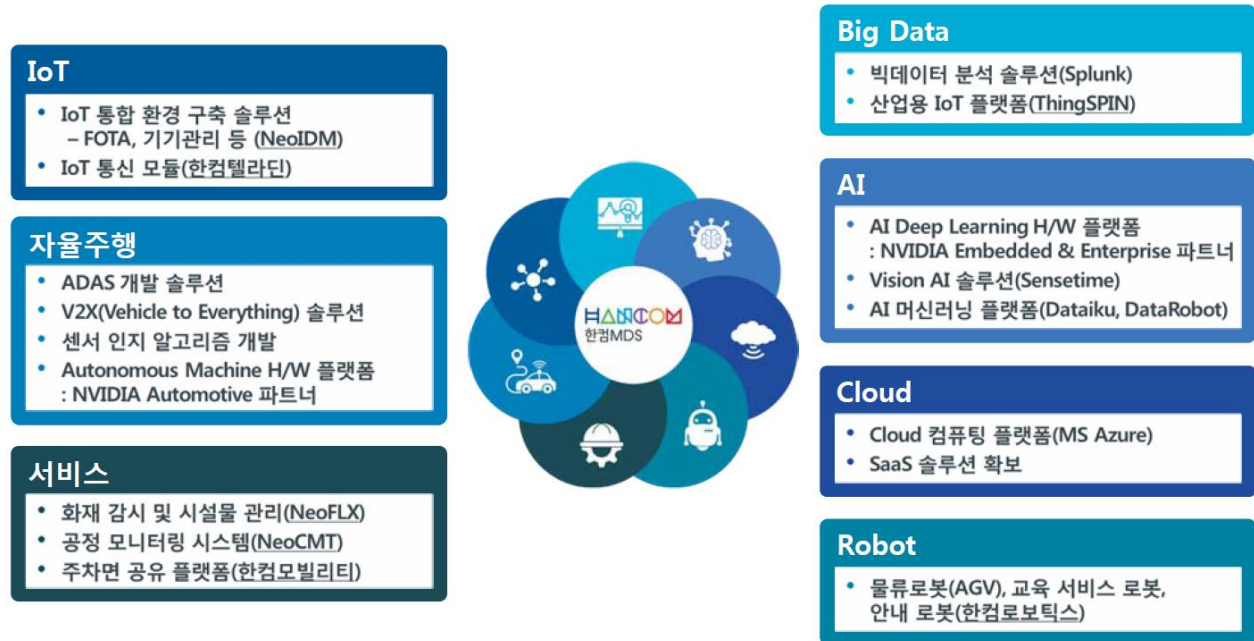 IoT
• IoT 통합 환경 구축 솔루션
– FOTA, 기기관리 등 (NeoIDM)
• IoT 통신 모듈(한컴텔라딘)
자율주행
• ADAS 개발 솔루션
• V2X(Vehicle to Everything) 솔루션
• 센서 인지 알고리즘 개발
• Autonomous Machine H/W 플랫폼
: NVIDIA Automotive 파트너
서비스
• 화재 감시 및 시설물 관리(NeoFLX)
• 공정 모니터링 시스템(NeoCMT)
• 주차면 공유 플랫폼(한컴모빌리티)
HANCOM
한컴MDS
Big Data
• 빅데이터 분석 솔루션(Splunk)
• 산업용 IoT 플랫폼(ThingSPIN)
AI
• AI Deep Learning H/W 플랫폼
: NVIDIA Embedded & Enterprise 파트너
• Vision AI 솔루션(Sensetime)
• AI 머신러닝 플랫폼(Dataiku, DataRobot)
Cloud
• Cloud 컴퓨팅 플랫폼(MS Azure)
• SaaS 솔루션 확보
Robot
• 물류로봇(AGV), 교육 서비스 로봇,
안내 로봇(한컴로보틱스)